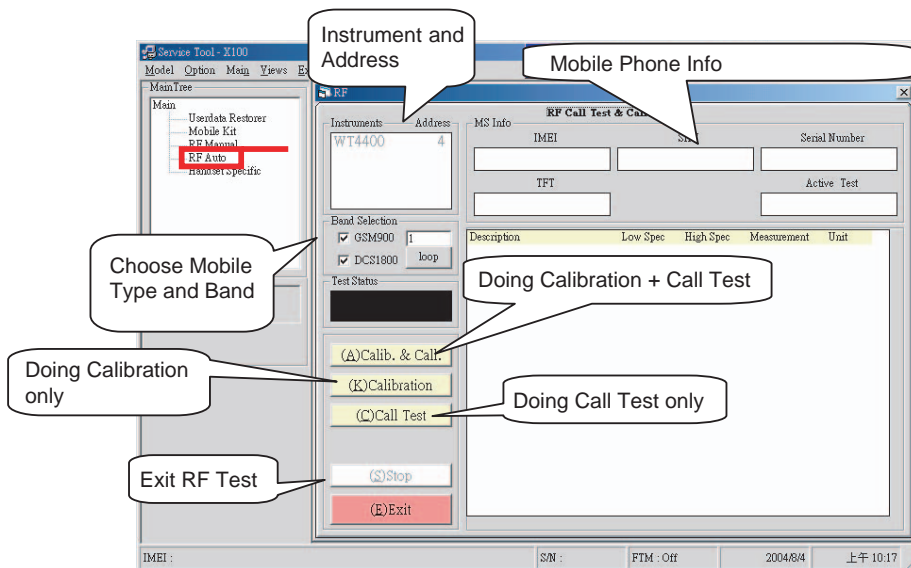 Instrument and
Address
Mobile Phone Info
Service Tool - X100
Model Option Main Views
MainTree
Main
Userdata Restorer
Mobile Kit
RF Manual
RF Auto
Handset Specific
RF
RF Call Test &
Instruments Address
WT4400 4
MS Info
IMEI
Serial Number
TFT
Active Test
Band Selection
GSM900 1
DCS1800 loop
Choose Mobile
Type and Band
Test Status
Description Low Spec High Spec Measurement Unit
Doing Calibration + Call Test
(A)Calib. & Call.
Doing Calibration
only
(K)Calibration
(C)Call Test
Doing Call Test only
Exit RF Test
(S)Stop
(E)Exit
IMEI :
S/N :
FTM : Off
2004/8/4
上午 10:17